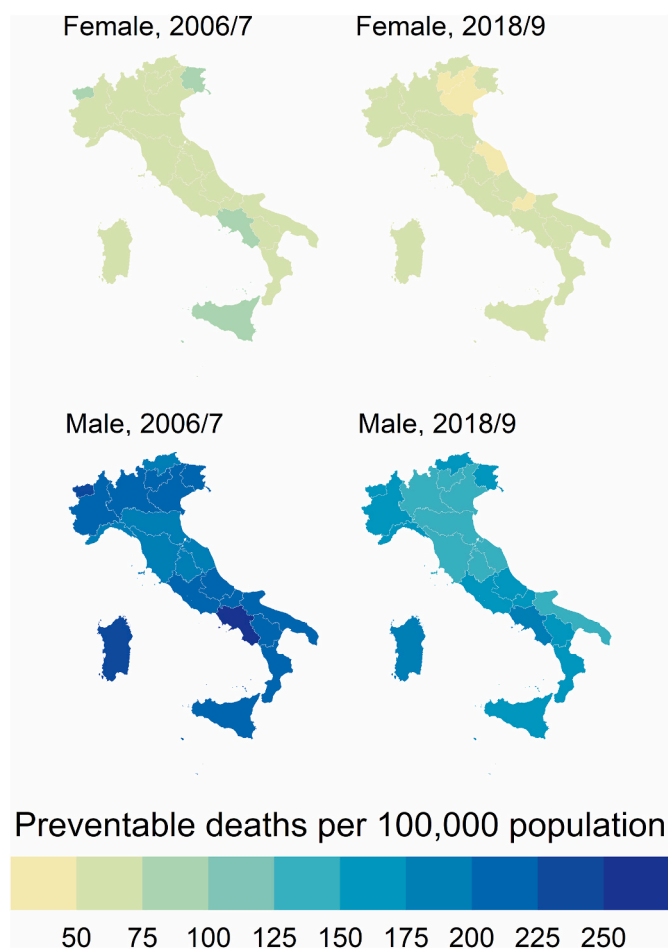 Female, 2006/7 Female, 2018/9
Male, 2006/7 Male, 2018/9
Preventable deaths per 100,000 population
50 75 100 125 150 175 200 225 250